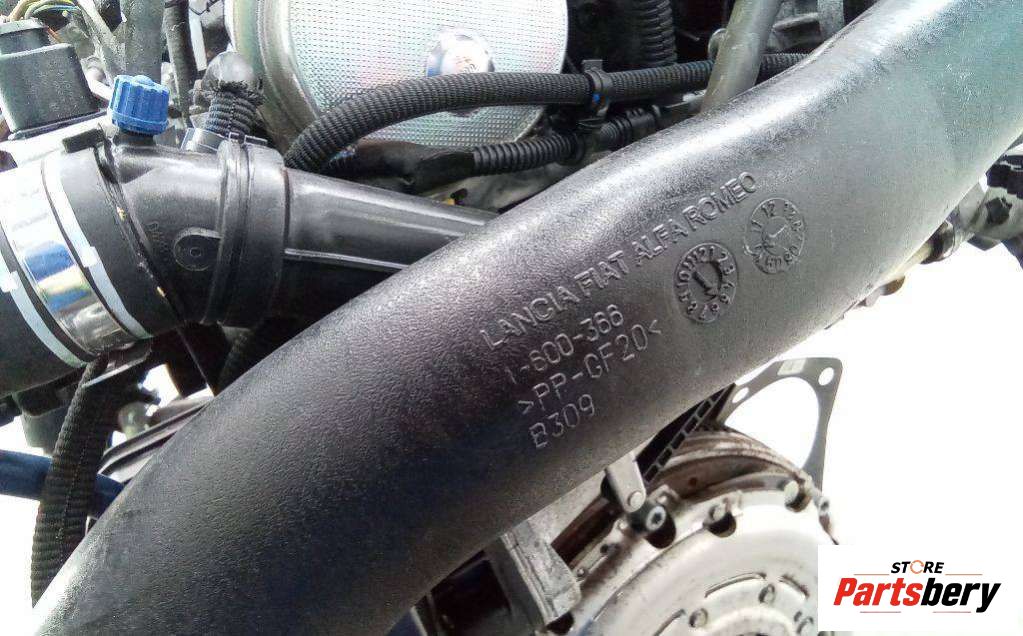 LANCIA FIAT ALFA ROMEO
1-800-366
>PP-GF20<
B309
STORE
Partsbery